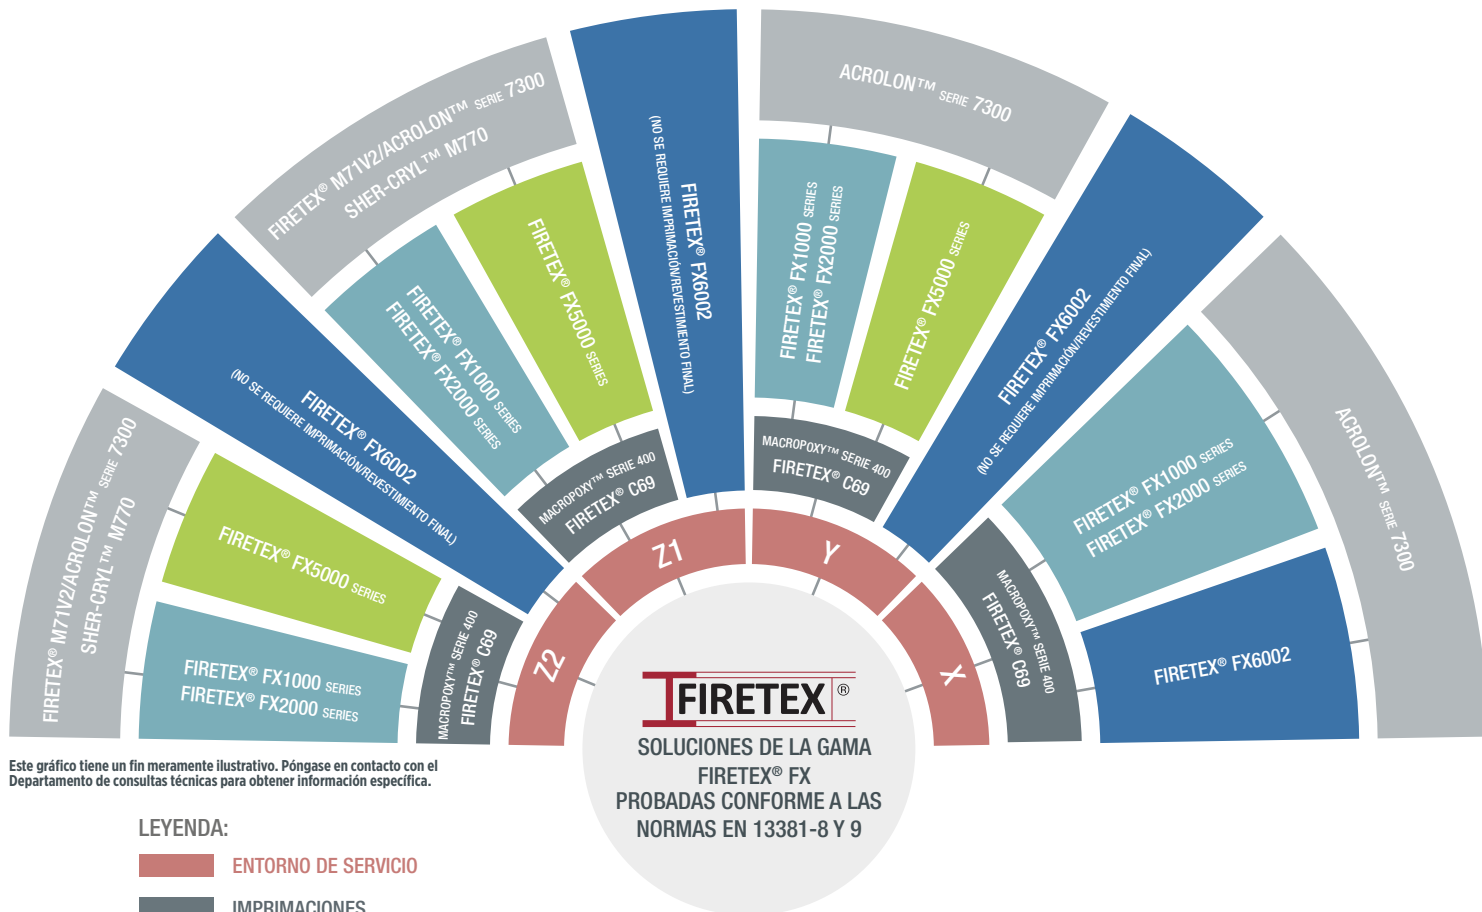 FIRETEX® M71V2/ACROLON™ SERIE 7300
SHER-CRYL™ M770
FIRETEX® FX1000 SERIES
FIRETEX® FX2000 SERIES
FIRETEX® FX5000 SERIES
MACROPOXY™ SERIE 400
FIRETEX® C69
Z2
FIRETEX® FX6002
(NO SE REQUIERE IMPRIMACIÓN/REVESTIMIENTO FINAL)
FIRETEX® M71V2/ACROLON™ SERIE 7300
SHER-CRYL™ M770
FIRETEX® FX1000 SERIES
FIRETEX® FX2000 SERIES
FIRETEX® FX5000 SERIES
MACROPOXY™ SERIE 400
FIRETEX® C69
Z1
FIRETEX® FX6002
(NO SE REQUIERE IMPRIMACIÓN/REVESTIMIENTO FINAL)
ACROLON™ SERIE 7300
FIRETEX® FX1000 SERIES
FIRETEX® FX2000 SERIES
FIRETEX® FX5000 SERIES
MACROPOXY™ SERIE 400
FIRETEX® C69
Y
FIRETEX® FX6002
(NO SE REQUIERE IMPRIMACIÓN/REVESTIMIENTO FINAL)
ACROLON™ SERIE 7300
FIRETEX® FX1000 SERIES
FIRETEX® FX2000 SERIES
FIRETEX® FX6002
MACROPOXY™ SERIE 400
FIRETEX® C69
X
FIRETEX®
SOLUCIONES DE LA GAMA
FIRETEX® FX
PROBADAS CONFORME A LAS
NORMAS EN 13381-8 Y 9
Este gráfico tiene un fin meramente ilustrativo. Póngase en contacto con el
Departamento de consultas técnicas para obtener información específica.
LEYENDA:
ENTORNO DE SERVICIO
IMPRIMACIONES